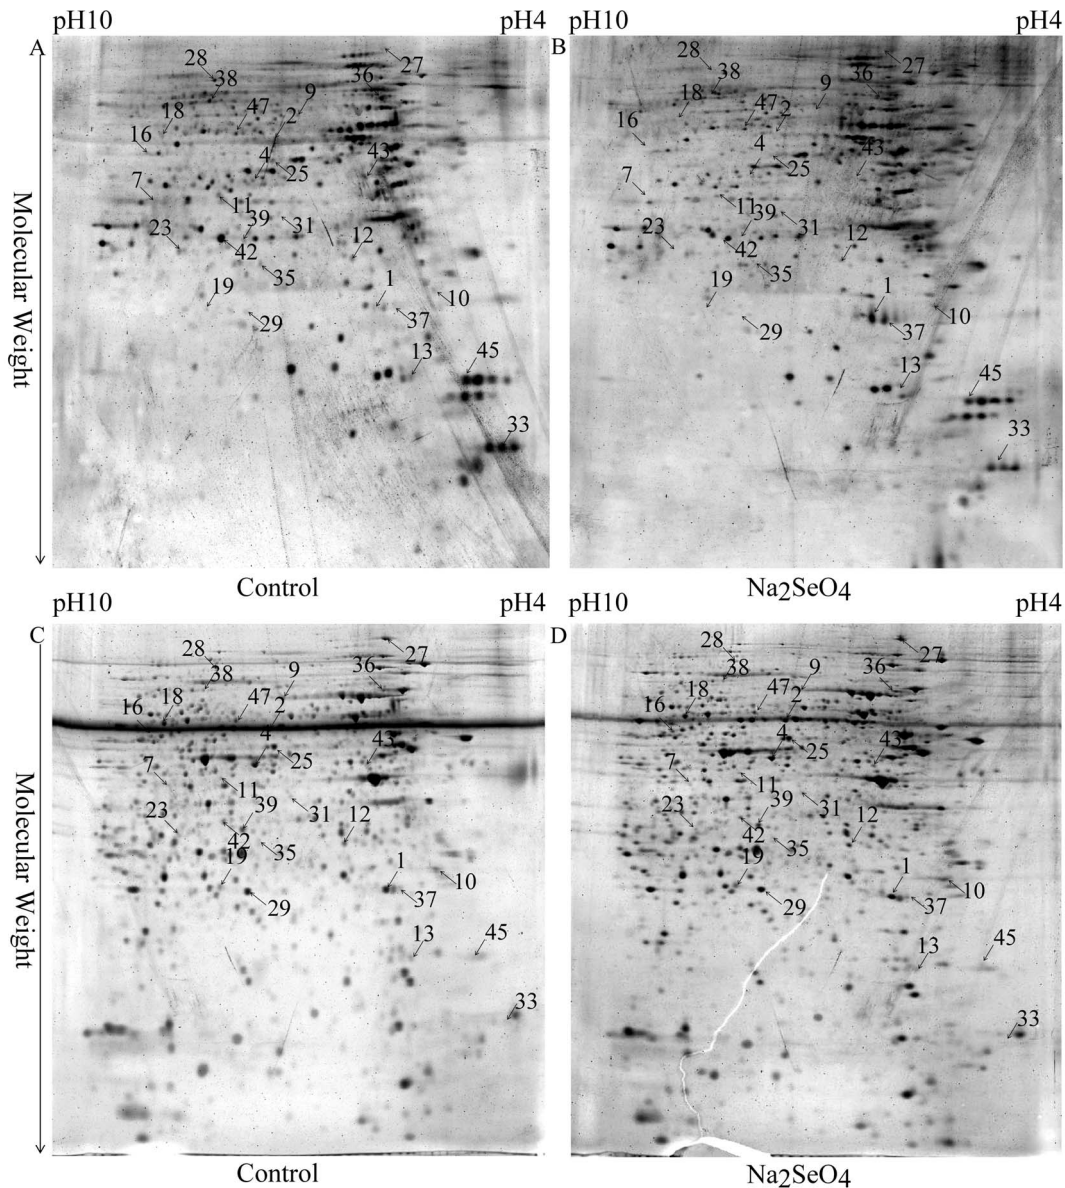 pH10 pH4 pH10 pH4
A B
28 38 36 27 28 38 36 27
18 47 9 2 18 47 9 2
16 4 25 43 16 4 25 43
7 11 39 31 7 11 39 31
23 42 12 23 42 12
35 35
19 1 10 19 1 10
29 37 29 37
13 45 13 45
33 33
Molecular Weight
Control Na2SeO4
pH10 pH4 pH10 pH4
C D
28 38 36 27 28 38 36 27
9 9
16 18 47 2 16 18 47 2
4 25 43 4 25 43
7 11 7 11
23 39 31 12 23 39 31 12
42 35 42 35
19 1 10 19 1 10
29 37 29 37
13 45 13 45
33 33
Molecular Weight
Control Na2SeO4